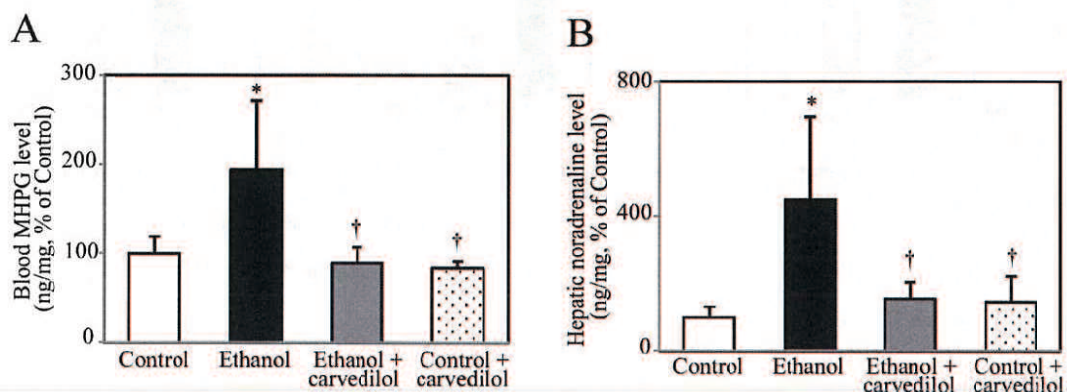 A
Blood MHPG level
(ng/mg, % of Control)
300
200
100
0
*
†
†
Control
Ethanol
Ethanol +
carvedilol
Control +
carvedilol
B
Hepatic noradrenaline level
(ng/mg, % of Control)
800
400
0
*
†
†
Control
Ethanol
Ethanol +
carvedilol
Control +
carvedilol